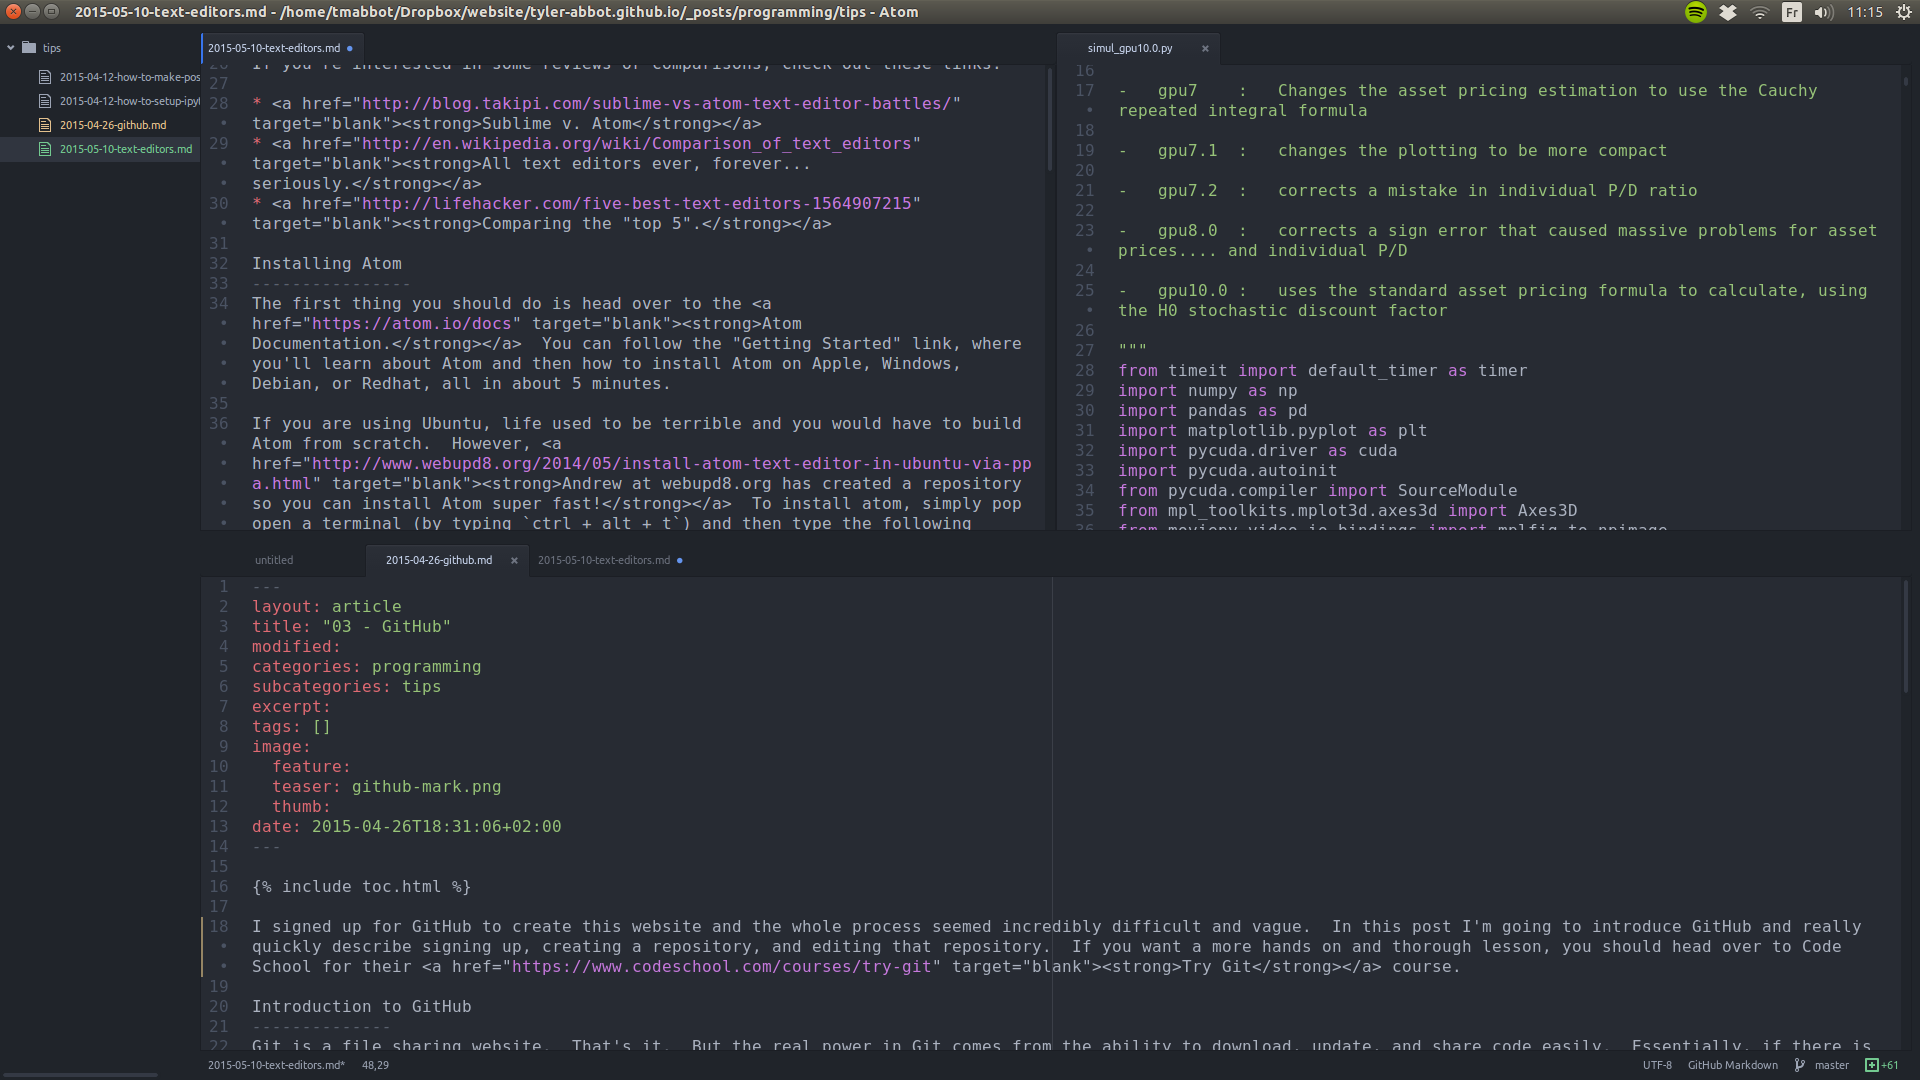 2015-05-10-text-editors.md - /home/tmabbot/Dropbox/website/tyler-abbot.github.io/_posts/programming/tips - Atom
Fr
11:15
tips
2015-04-12-how-to-make-pos
2015-04-12-how-to-setup-ipyt
2015-04-26-github.md
2015-05-10-text-editors.md
2015-05-10-text-editors.md
26 If you're interested in some reviews or comparisons, check out these links.
27
28 * <a href="http://blog.takipi.com/sublime-vs-atom-text-editor-battles/"
• target="blank"><strong>Sublime v. Atom</strong></a>
29 * <a href="http://en.wikipedia.org/wiki/Comparison_of_text_editors"
• target="blank"><strong>All text editors ever, forever...
• seriously.</strong></a>
30 * <a href="http://lifehacker.com/five-best-text-editors-1564907215"
• target="blank"><strong>Comparing the "top 5".</strong></a>
31
32 Installing Atom
33 ----------------
34 The first thing you should do is head over to the <a
• href="https://atom.io/docs" target="blank"><strong>Atom
• Documentation.</strong></a>  You can follow the "Getting Started" link, where
• you'll learn about Atom and then how to install Atom on Apple, Windows,
• Debian, or Redhat, all in about 5 minutes.
35
36 If you are using Ubuntu, life used to be terrible and you would have to build
• Atom from scratch.  However, <a
• href="http://www.webupd8.org/2014/05/install-atom-text-editor-in-ubuntu-via-pp
• a.html" target="blank"><strong>Andrew at webupd8.org has created a repository
• so you can install Atom super fast!</strong></a>  To install atom, simply pop
• open a terminal (by typing `ctrl + alt + t`) and then type the following
simul_gpu10.0.py
16
17 -   gpu7    :   Changes the asset pricing estimation to use the Cauchy
• repeated integral formula
18
19 -   gpu7.1  :   changes the plotting to be more compact
20
21 -   gpu7.2  :   corrects a mistake in individual P/D ratio
22
23 -   gpu8.0  :   corrects a sign error that caused massive problems for asset
• prices.... and individual P/D
24
25 -   gpu10.0 :   uses the standard asset pricing formula to calculate, using
• the H0 stochastic discount factor
26
27 """
28 from timeit import default_timer as timer
29 import numpy as np
30 import pandas as pd
31 import matplotlib.pyplot as plt
32 import pycuda.driver as cuda
33 import pycuda.autoinit
34 from pycuda.compiler import SourceModule
35 from mpl_toolkits.mplot3d.axes3d import Axes3D
36 from moviepy.video.io.bindings import mplfig_to_npimage
untitled
2015-04-26-github.md
2015-05-10-text-editors.md
1 ---
2 layout: article
3 title: "03 - GitHub"
4 modified:
5 categories: programming
6 subcategories: tips
7 excerpt:
8 tags: []
9 image:
10   feature:
11   teaser: github-mark.png
12   thumb:
13 date: 2015-04-26T18:31:06+02:00
14 ---
15
16 {% include toc.html %}
17
18 I signed up for GitHub to create this website and the whole process seemed incredibly difficult and vague.  In this post I'm going to introduce GitHub and really
• quickly describe signing up, creating a repository, and editing that repository.  If you want a more hands on and thorough lesson, you should head over to Code
• School for their <a href="https://www.codeschool.com/courses/try-git" target="blank"><strong>Try Git</strong></a> course.
19
20 Introduction to GitHub
21 --------------
22 Git is a file sharing website.  That's it.  But the real power in Git comes from the ability to download, update, and share code easily.  Essentially, if there is
2015-05-10-text-editors.md*
48,29
UTF-8
GitHub Markdown
master
+61